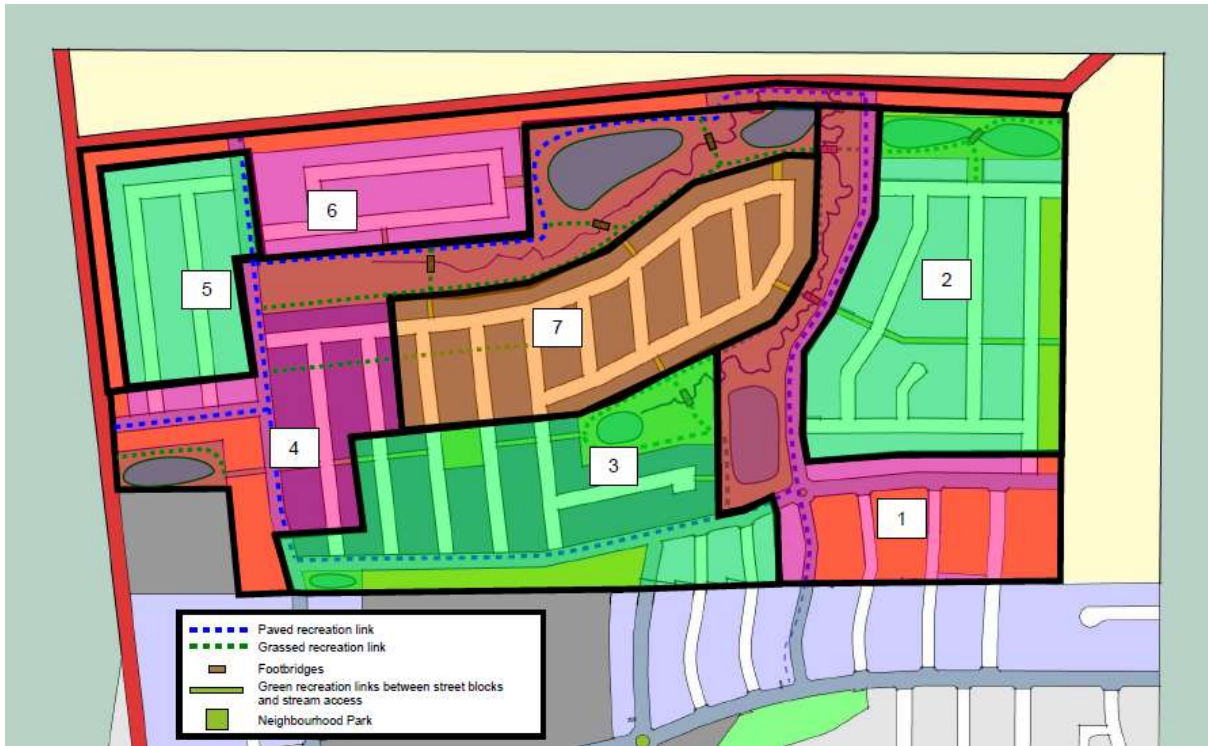 6
5
2
7
4
3
1
Paved recreation link
Grassed recreation link
Footbridges
Green recreation links between street blocks
and stream access
Neighbourhood Park